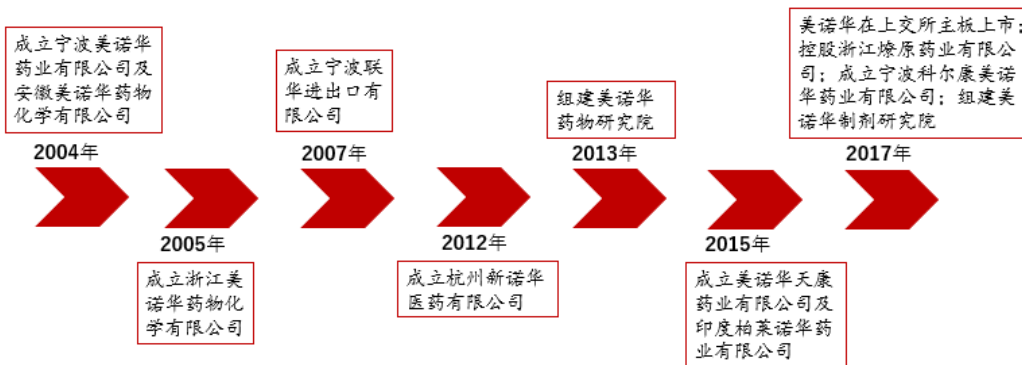 成立宁波美诺华
药业有限公司及
安徽美诺华药物
化学有限公司
2004年
2005年
成立浙江美
诺华药物化
学有限公司
成立宁波联
华进出口有
限公司
2007年
2012年
成立杭州新诺华
医药有限公司
组建美诺华
药物研究院
2013年
2015年
成立美诺华天康
药业有限公司及
印度柏莱诺华药
业有限公司
美诺华在上交所主板上市；
控股浙江燎原药业有限公
司；成立宁波科尔康美诺
华药业有限公司；组建美
诺华制剂研究院
2017年